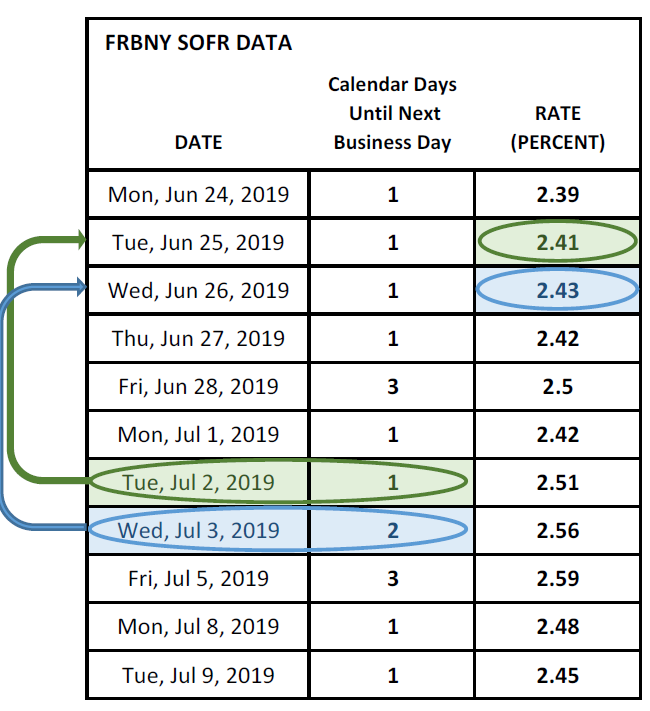 FRBNY SOFR DATA
DATE Calendar Days Until Next Business Day RATE (PERCENT)
Mon, Jun 24, 2019 1 2.39
Tue, Jun 25, 2019 1 2.41
Wed, Jun 26, 2019 1 2.43
Thu, Jun 27, 2019 1 2.42
Fri, Jun 28, 2019 3 2.5
Mon, Jul 1, 2019 1 2.42
Tue, Jul 2, 2019 1 2.51
Wed, Jul 3, 2019 2 2.56
Fri, Jul 5, 2019 3 2.59
Mon, Jul 8, 2019 1 2.48
Tue, Jul 9, 2019 1 2.45